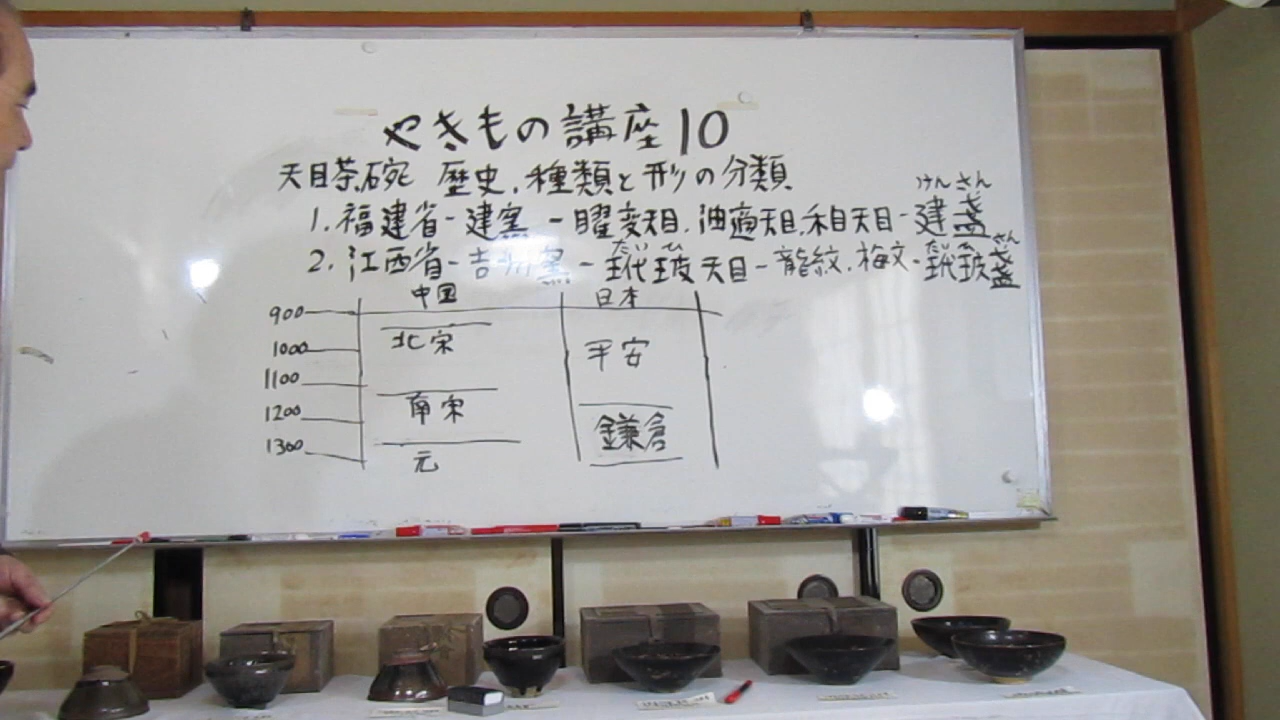 やきもの講座10
天目茶碗 歴史、種類と形の分類
けんさん
1. 福建省-建窯-曜変天目、油適天目、禾目天目-建盞
たいひ たいひさん
2. 江西省-吉州窯-玳玻天目-龍紋、梅文-玳玻盞
中国 日本
900
1000 北宋 平安
1100
1200 南宋 鎌倉
1300 元